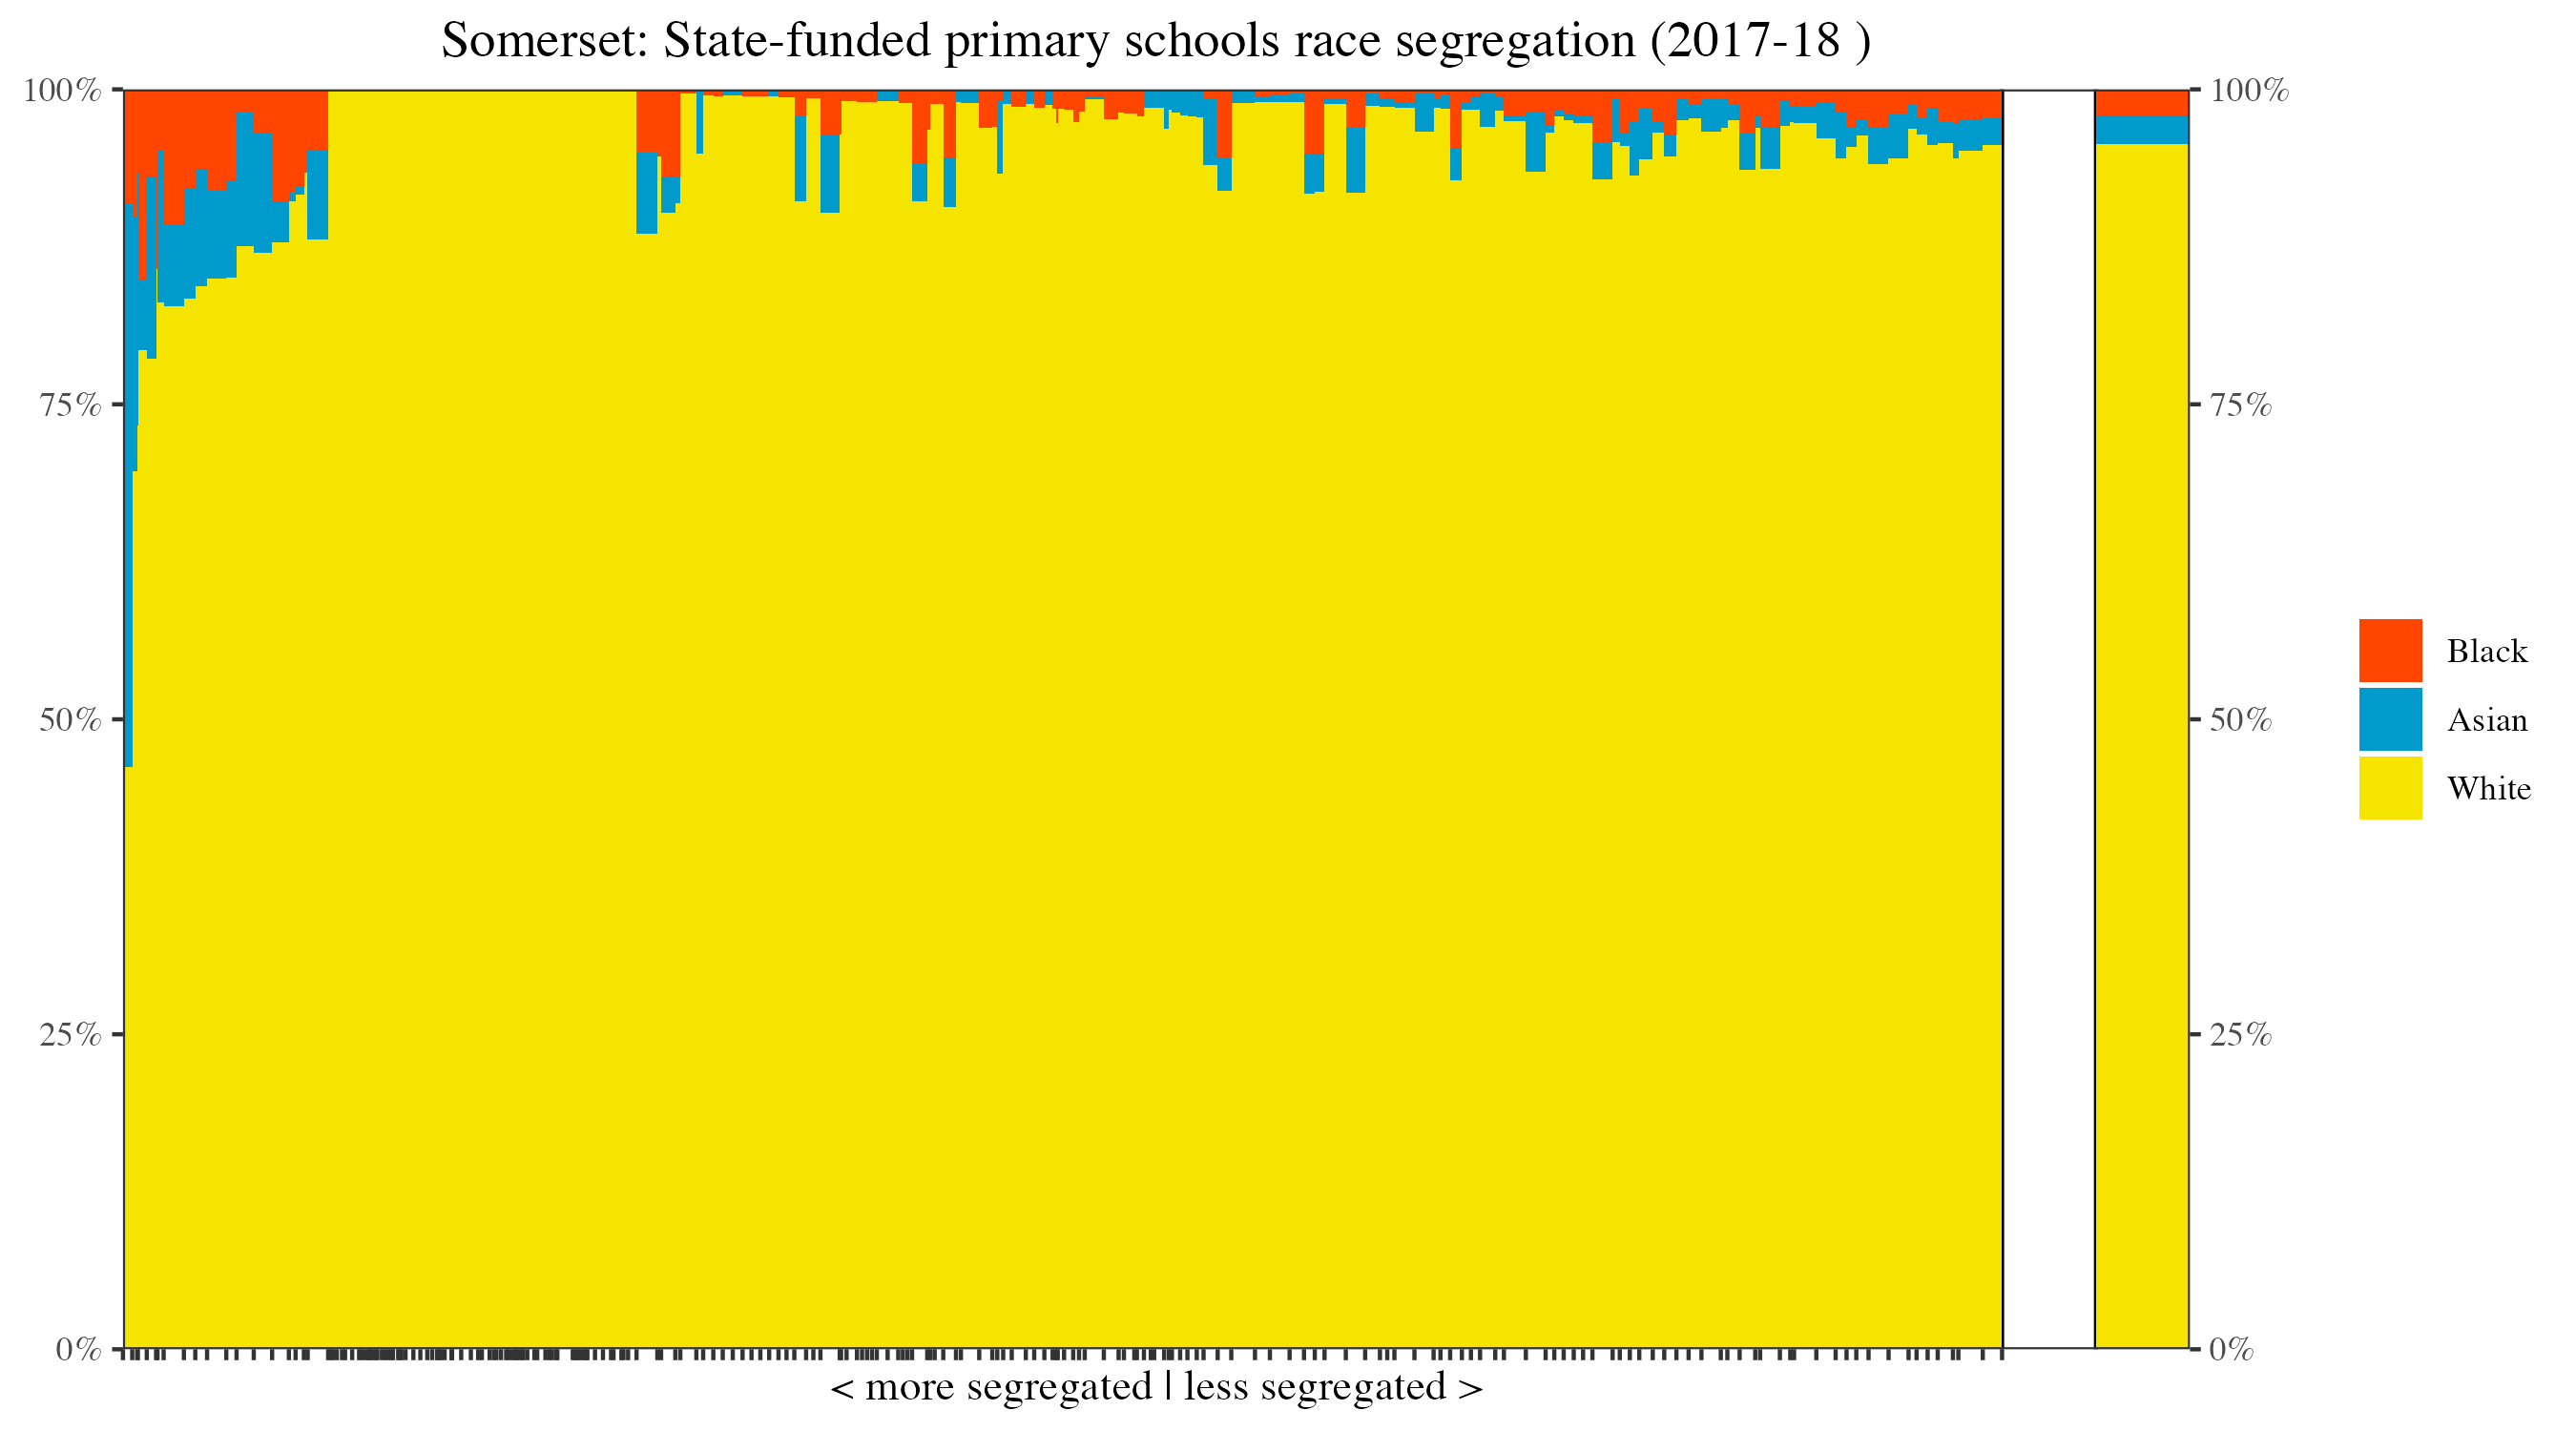 Somerset: State-funded primary schools race segregation (2017-18 )
100%
75%
50%
25%
0%
100%
75%
50%
25%
0%
Black
Asian
White
< more segregated | less segregated >